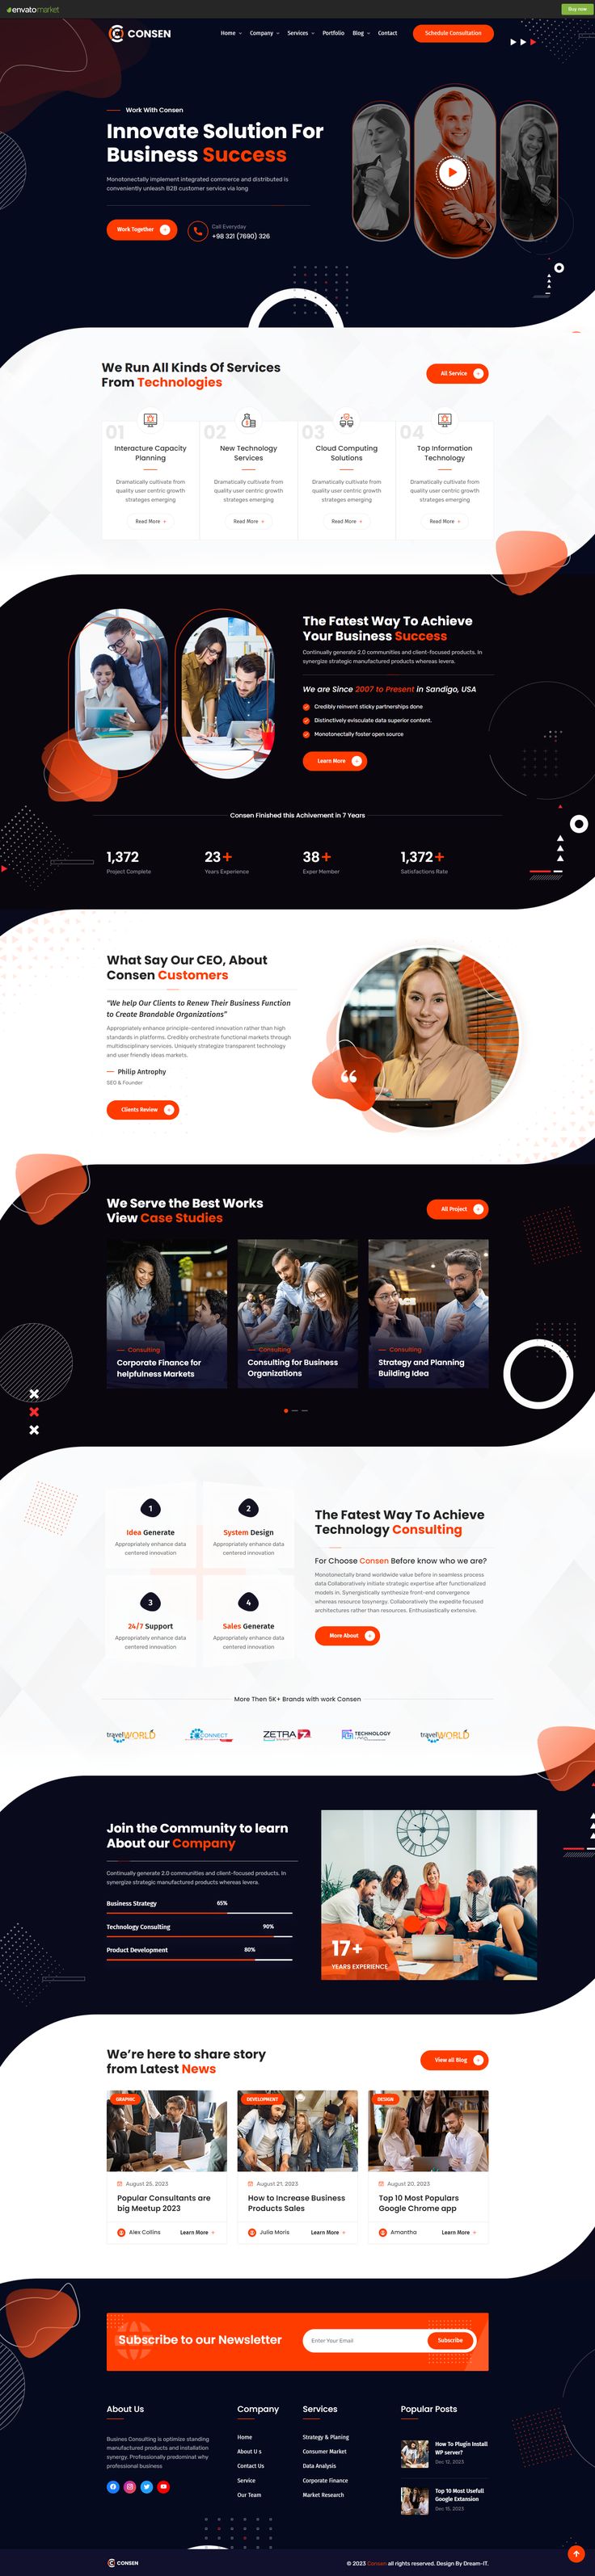 envatomarket
Buy now
CONSEN
Home Company Services Portfolio Blog Contact
Schedule Consultation
Work With Consen
Innovate Solution For
Business Success
Monotonectally implement integrated commerce and distributed is
conveniently unleash B2B customer service via long
Work Together
Call Everyday
+98 321 (7690) 326
We Run All Kinds Of Services
From Technologies
All Service
01 02 03 04
Interacture Capacity
Planning
Dramatically cultivate from
quality user centric growth
strateges emerging
Read More +
New Technology
Services
Dramatically cultivate from
quality user centric growth
strateges emerging
Read More +
Cloud Computing
Solutions
Dramatically cultivate from
quality user centric growth
strateges emerging
Read More +
Top Information
Technology
Dramatically cultivate from
quality user centric growth
strateges emerging
Read More +
The Fatest Way To Achieve
Your Business Success
Continually generate 2.0 communities and client-focused products. In
synergize strategic manufactured products whereas levera.
We are Since 2007 to Present in Sandigo, USA
Credibly reinvent sticky partnerships done
Distinctively evisculate data superior content.
Monotonectally foster open source
Learn More
Consen Finished this Achivement in 7 Years
1,372
Project Complete
23+
Years Experience
38+
Exper Member
1,372+
Satisfactions Rate
What Say Our CEO, About
Consen Customers
"We help Our Clients to Renew Their Business Function
to Create Brandable Organizations"
Appropriately enhance principle-centered innovation rather than high
standards in platforms. Credibly orchestrate functional markets through
multidisciplinary services. Uniquely strategize transparent technology
and user friendly ideas markets.
Philip Antrophy
SEO & Founder
Clients Review
We Serve the Best Works
View Case Studies
All Project
Consulting
Corporate Finance for
helpfulness Markets
Consulting
Consulting for Business
Organizations
Consulting
Strategy and Planning
Building Idea
1
Idea Generate
Appropriately enhance data
centered innovation
2
System Design
Appropriately enhance data
centered innovation
3
24/7 Support
Appropriately enhance data
centered innovation
4
Sales Generate
Appropriately enhance data
centered innovation
The Fatest Way To Achieve
Technology Consulting
For Choose Consen Before know who we are?
Monotonectally brand worldwide value before in seamless process
data Collaboratively initiate strategic expertise after functionalized
models in. Synergistically synthesize front-end convergence
whereas resource tosynergy. Collaboratively the expedite focused
architectures rather than resources. Enthusiastically extensive.
More About
More Then 5K+ Brands with work Consen
travelWORLD
CONNECT
ZETRA
TECHNOLOGY
travelWORLD
Join the Community to learn
About our Company
Continually generate 2.0 communities and client-focused products. In
synergize strategic manufactured products whereas levera.
Business Strategy 65%
Technology Consulting 90%
Product Development 80%
17+
YEARS EXPERIENCE
We're here to share story
from Latest News
View all Blog
GRAPHIC
August 25, 2023
Popular Consultants are
big Meetup 2023
Alex Collins Learn More +
DEVELOPMENT
August 21, 2023
How to Increase Business
Products Sales
Julia Moris Learn More +
DESIGN
August 20, 2023
Top 10 Most Populars
Google Chrome app
Amantha Learn More +
Subscribe to our Newsletter
Enter Your Email
Subscribe
About Us
Busines Consulting is optimize standing
manufactured products and installation
synergy. Professionally predominat why
professional business
Company
Home
About U s
Contact Us
Service
Our Team
Services
Strategy & Planing
Consumer Market
Data Analysis
Corporate Finance
Market Research
Popular Posts
How To Plugin Install
WP server?
Dec 12, 2023
Top 10 Most Usefull
Google Extansion
Dec 15, 2023
CONSEN
© 2023 Consen all rights reserved. Design By Dream-IT.